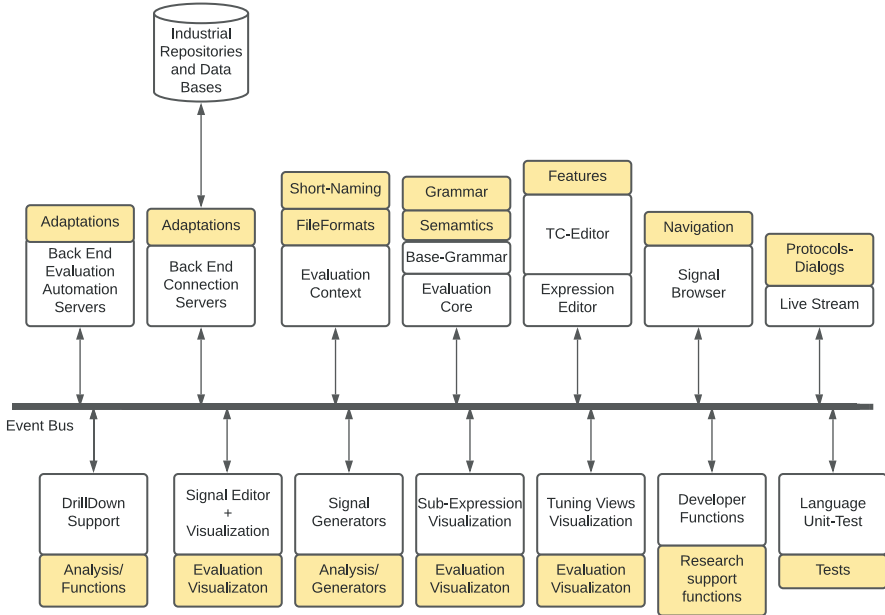 Industrial
Repositories
and Data
Bases
Adaptations
Back End
Evaluation
Automation
Servers
Adaptations
Back End
Connection
Servers
Short-Naming
FileFormats
Evaluation
Context
Grammar
Semamtics
Base-Grammar
Evaluation
Core
Features
TC-Editor
Expression
Editor
Navigation
Signal
Browser
Protocols-
Dialogs
Live Stream
Event Bus
DrillDown
Support
Analysis/
Functions
Signal Editor
+
Visualization
Evaluation
Visualizaton
Signal
Generators
Analysis/
Generators
Sub-Expression
Visualization
Evaluation
Visualizaton
Tuning Views
Visualization
Evaluation
Visualizaton
Developer
Functions
Research
support
functions
Language
Unit-Test
Tests